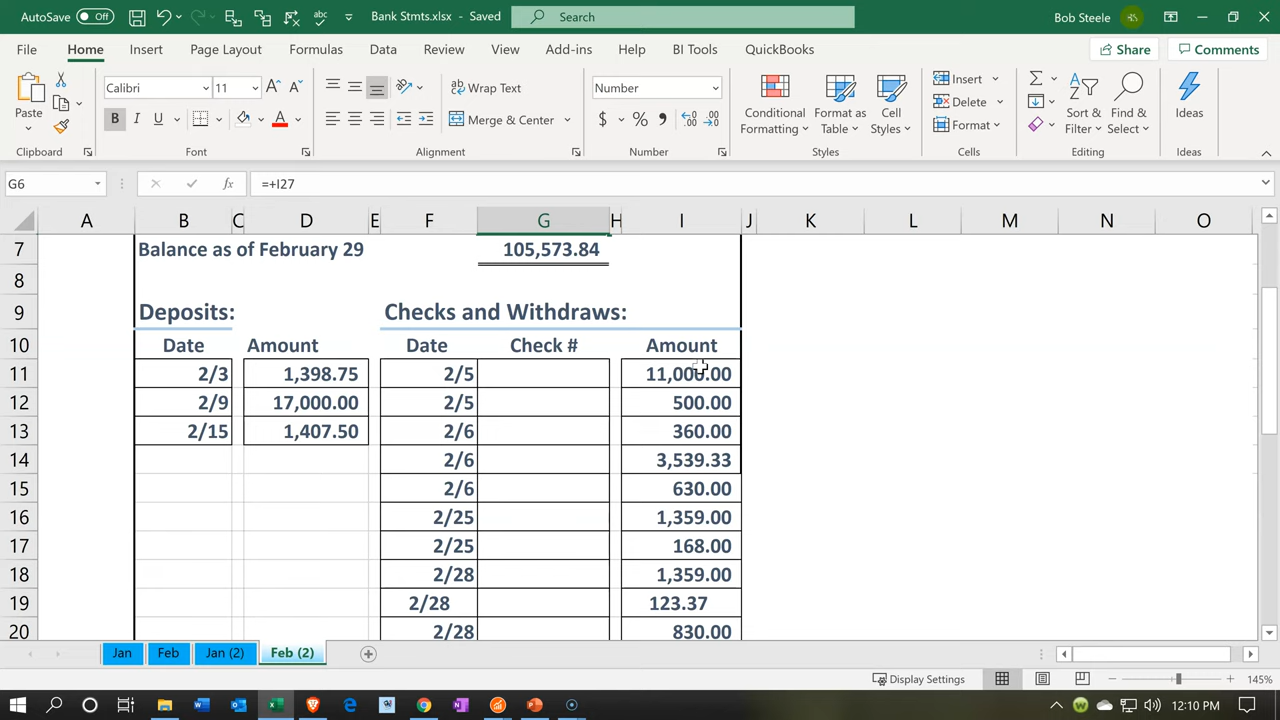 AutoSave Off Bank Stmts.xlsx - Saved Search Bob Steele
File Home Insert Page Layout Formulas Data Review View Add-ins Help BI Tools QuickBooks Share Comments
Calibri 11 Wrap Text Number Insert
Paste Merge & Center Conditional Formatting Format as Table Cell Styles Delete Format Sort & Filter Find & Select Ideas
Clipboard Font Alignment Number Styles Cells Editing Ideas
G6 fx =+I27
A B C D E F G H I J K L M N O
7 Balance as of February 29 105,573.84
8
9 Deposits: Checks and Withdraws:
10 Date Amount Date Check # Amount
11 2/3 1,398.75 2/5 11,000.00
12 2/9 17,000.00 2/5 500.00
13 2/15 1,407.50 2/6 360.00
14 2/6 3,539.33
15 2/6 630.00
16 2/25 1,359.00
17 2/25 168.00
18 2/28 1,359.00
19 2/28 123.37
20 2/28 830.00
Jan Feb Jan (2) Feb (2)
Display Settings 145%
12:10 PM